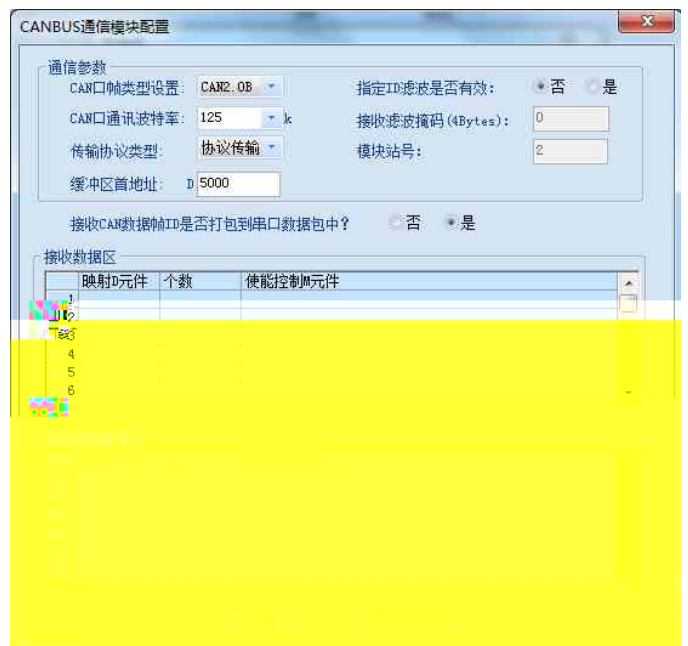 CANBUS通信模块配置
通信参数
CAN口帧类型设置: CAN2.0B 指定ID滤波是否有效: 否 是
CAN口通讯波特率: 125 k 接收滤波掩码(4Bytes): 0
传输协议类型: 协议传输 模块站号: 2
缓冲区首地址: D 5000
接收CAN数据帧ID是否打包到串口数据包中? 否 是
接收数据区
映射D元件 个数 使能控制M元件
1
2
3
4
5
6